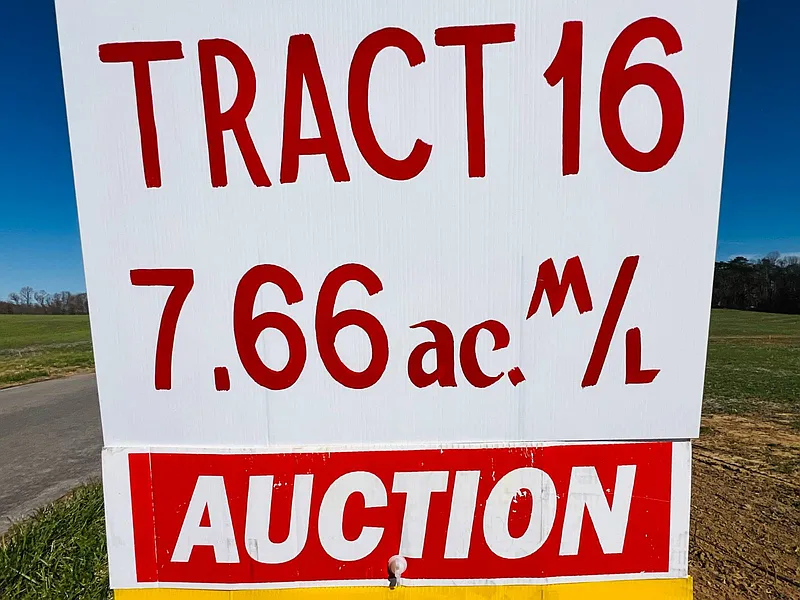 TRACT 16
7.66 ac. M/L
AUCTION